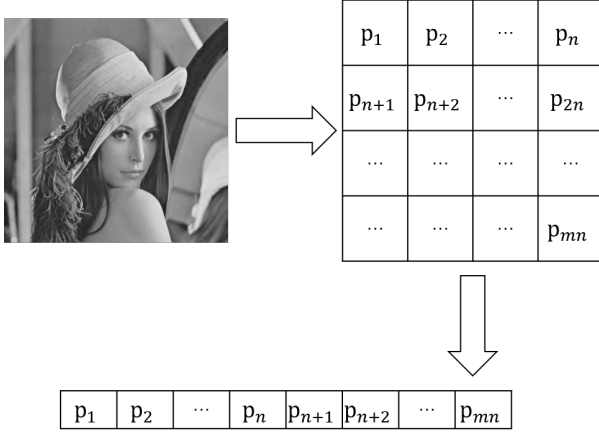 p₁ p₂ ⋯ pₙ
pₙ₊₁ pₙ₊₂ ⋯ p₂ₙ
⋯ ⋯ ⋯ ⋯
⋯ ⋯ ⋯ pₘₙ
p₁ p₂ ⋯ pₙ pₙ₊₁ pₙ₊₂ ⋯ pₘₙ